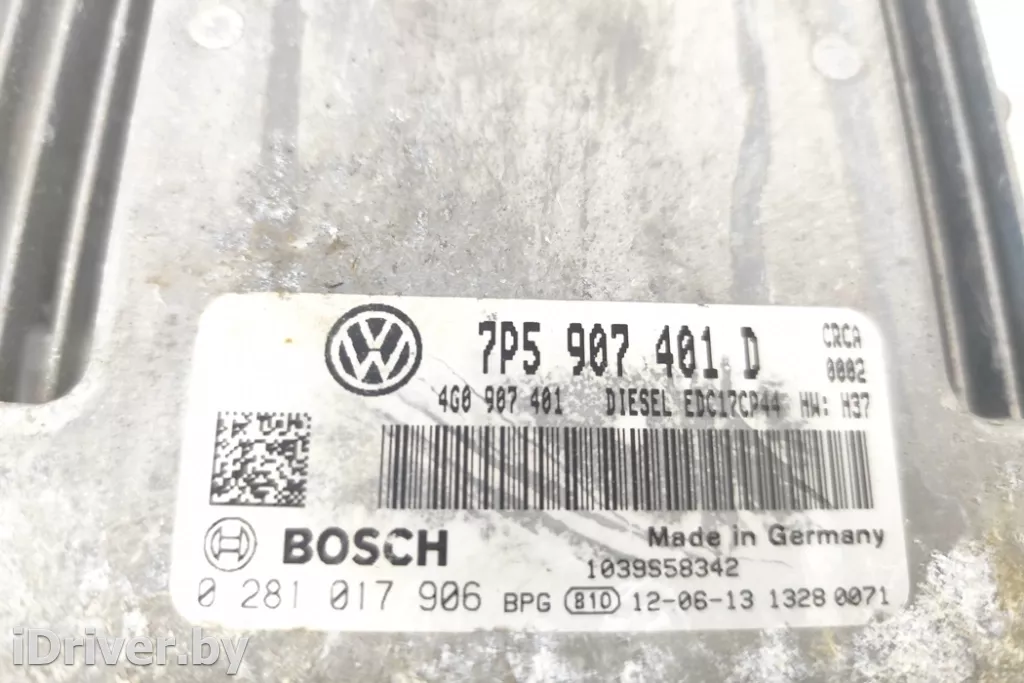 7P5 907 401 D
CRCA
0002
4G0 907 401 DIESEL EDC17CP44 HW: H37
BOSCH
Made in Germany
1039S58342
0 281 017 906 BPG 810 12-06-13 1328 0071
iDriver.by